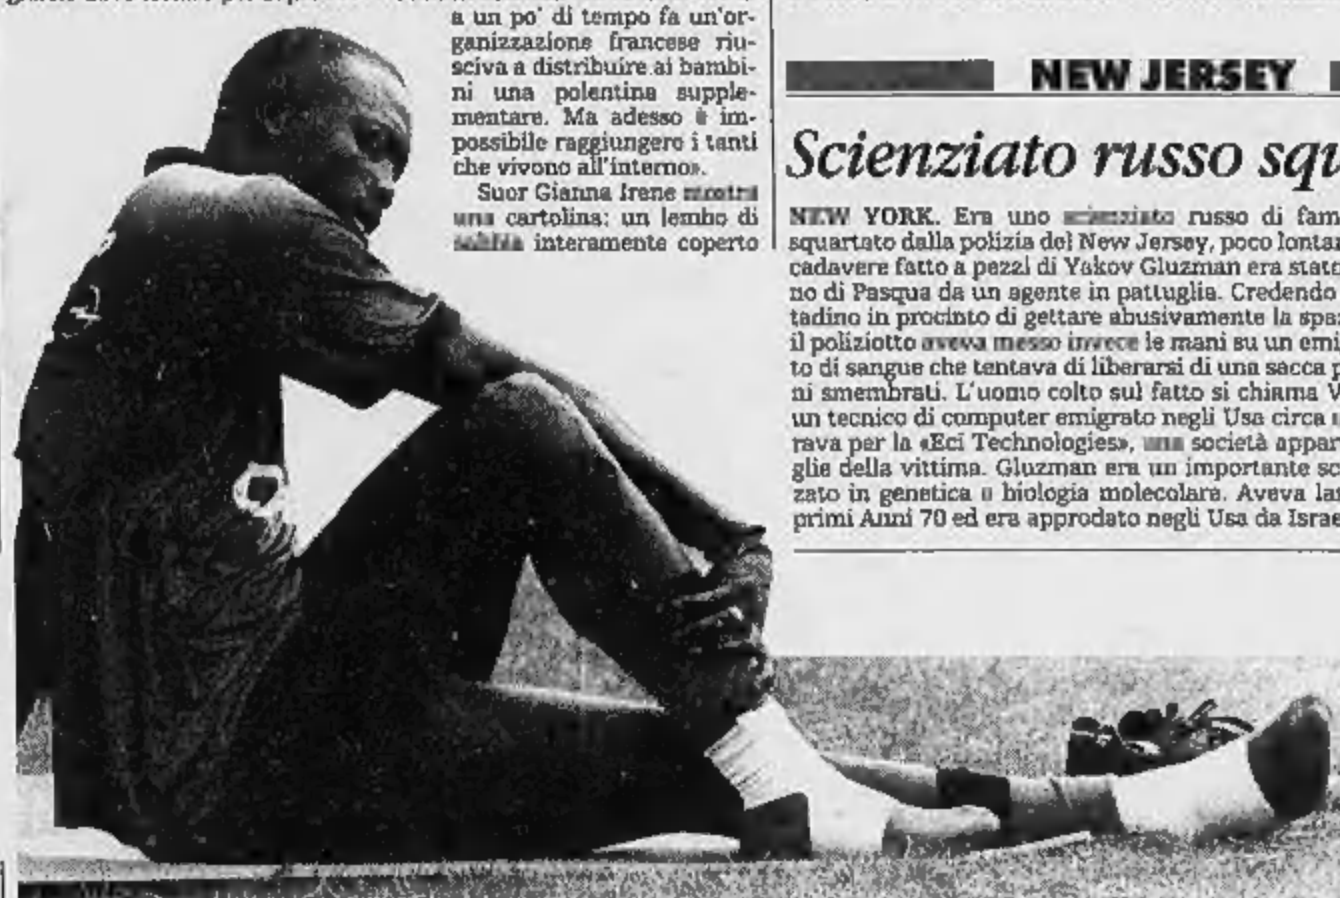 a un po' di tempo fa un'or-
ganizzazione francese riu-
sciva a distribuire ai bambi-
ni una polentina supple-
mentare. Ma adesso è im-
possibile raggiungere i tanti
che vivono all'interno».
Suor Gianna Irene mostra
una cartolina: un lembo di
sabbia interamente coperto
NEW JERSEY
Scienziato russo squ
NEW YORK. Era uno scienziato russo di fam
squartato dalla polizia del New Jersey, poco lontan
cadavere fatto a pezzi di Yakov Gluzman era stato
no di Pasqua da un agente in pattuglia. Credendo
tadino in procinto di gettare abusivamente la spa
il poliziotto aveva messo invece le mani su un emi
to di sangue che tentava di liberarsi di una sacca p
ni smembrati. L'uomo colto sul fatto si chiama V
un tecnico di computer emigrato negli Usa circa
rava per la «Eci Technologies», una società appar
glie della vittima. Gluzman era un importante sc
zato in genetica e biologia molecolare. Aveva la
primi Anni 70 ed era approdato negli Usa da Israe